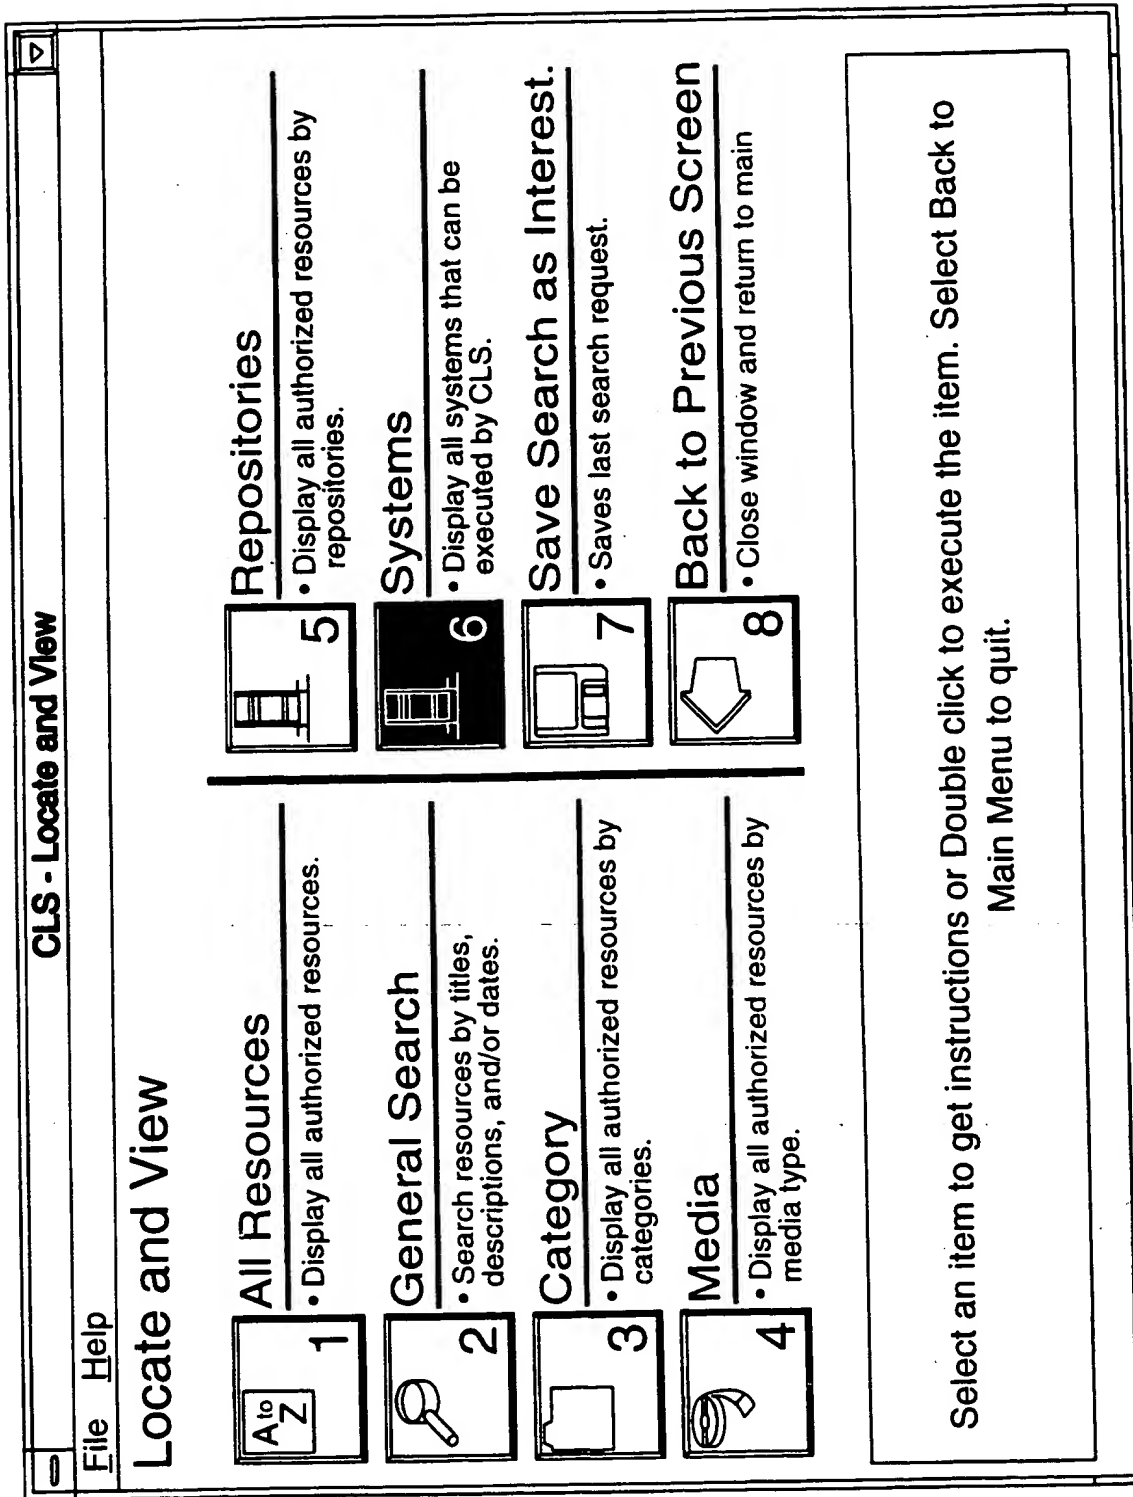 CLS - Locate and View
File Help
Locate and View
A to
Z
1
All Resources
• Display all authorized resources.
2
General Search
• Search resources by titles,
descriptions, and/or dates.
3
Category
• Display all authorized resources by
categories.
4
Media
• Display all authorized resources by
media type.
5
Repositories
• Display all authorized resources by
repositories.
6
Systems
• Display all systems that can be
executed by CLS.
7
Save Search as Interest.
• Saves last search request.
8
Back to Previous Screen
• Close window and return to main
Select an item to get instructions or Double click to execute the item. Select Back to
Main Menu to quit.